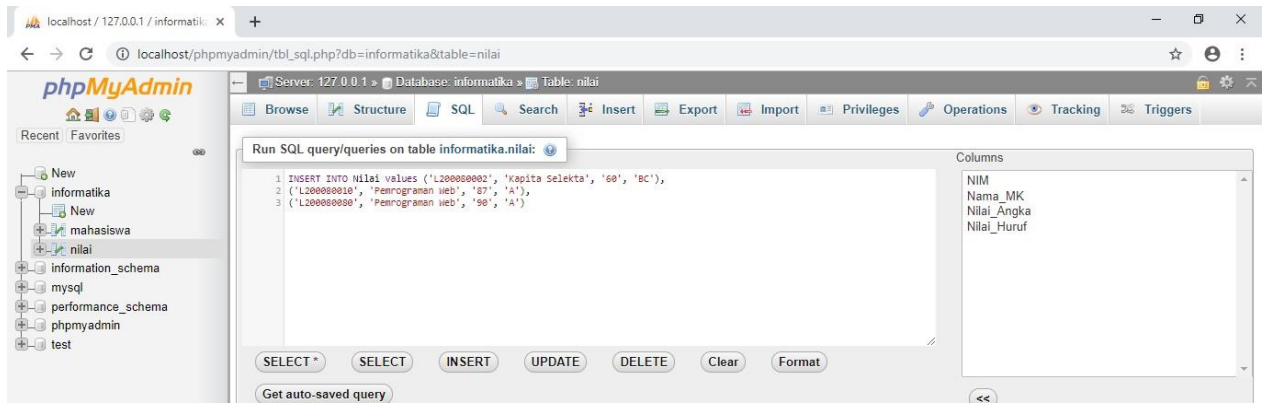 localhost / 127.0.0.1 / informatik
localhost/phpmyadmin/tbl_sql.php?db=informatika&table=nilai
phpMyAdmin
Server: 127.0.0.1 » Database: informatika » Table: nilai
Browse Structure SQL Search Insert Export Import Privileges Operations Tracking Triggers
Recent Favorites
New
informatika
New
mahasiswa
nilai
information_schema
mysql
performance_schema
phpmyadmin
test
Run SQL query/queries on table informatika.nilai:
1 INSERT INTO Nilai values ('L200080002', 'Kapita Selekta', '60', 'BC'),
2 ('L200080010', 'Pemrograman Web', '87', 'A'),
3 ('L200080080', 'Pemrograman Web', '90', 'A')
Columns
NIM
Nama_MK
Nilai_Angka
Nilai_Huruf
SELECT * SELECT INSERT UPDATE DELETE Clear Format
Get auto-saved query
<<